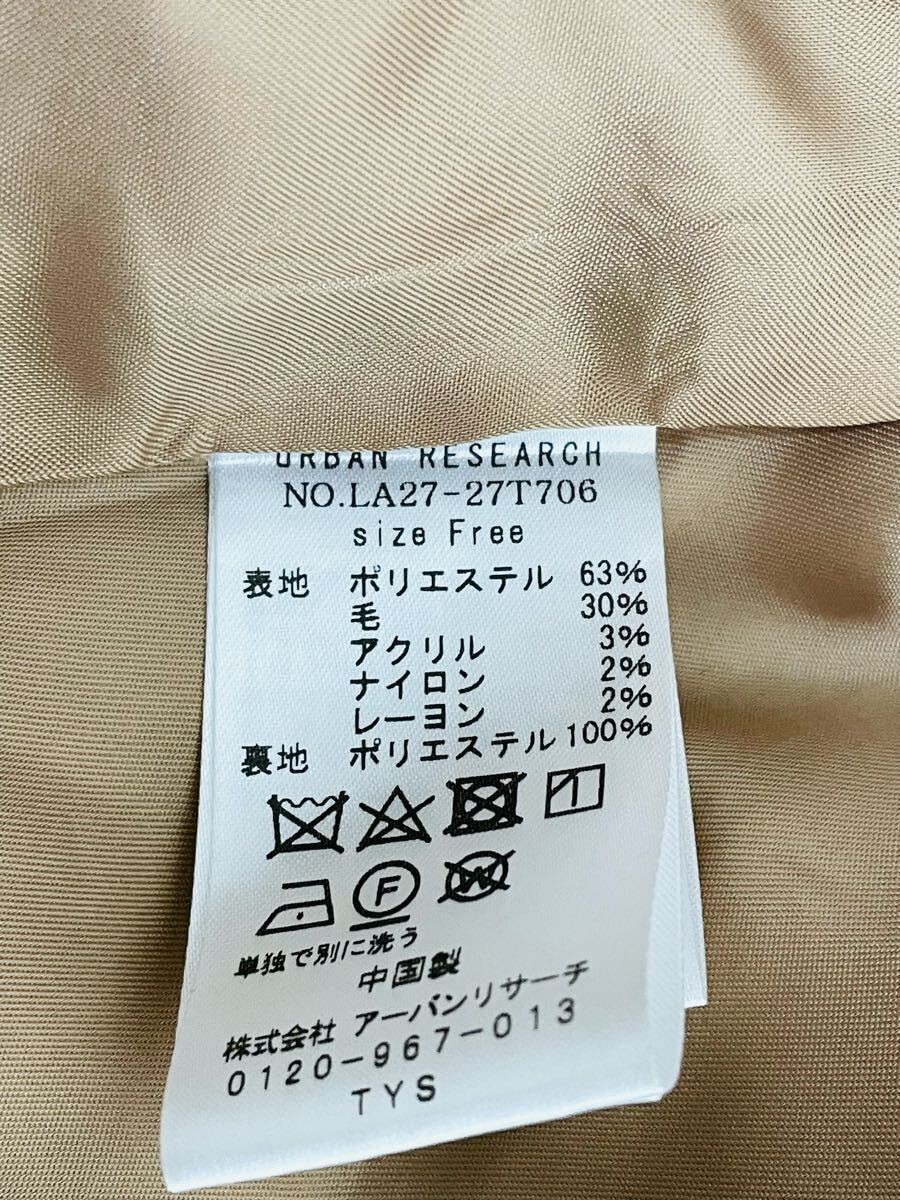 URBAN RESEARCH
NO.LA27-27T706
size Free
表地 ポリエステル 63%
毛 30%
アクリル 3%
ナイロン 2%
レーヨン 2%
裏地 ポリエステル 100%
F W
単独で別に洗う
中国製
株式会社 アーバンリサーチ
0120-967-013
TYS